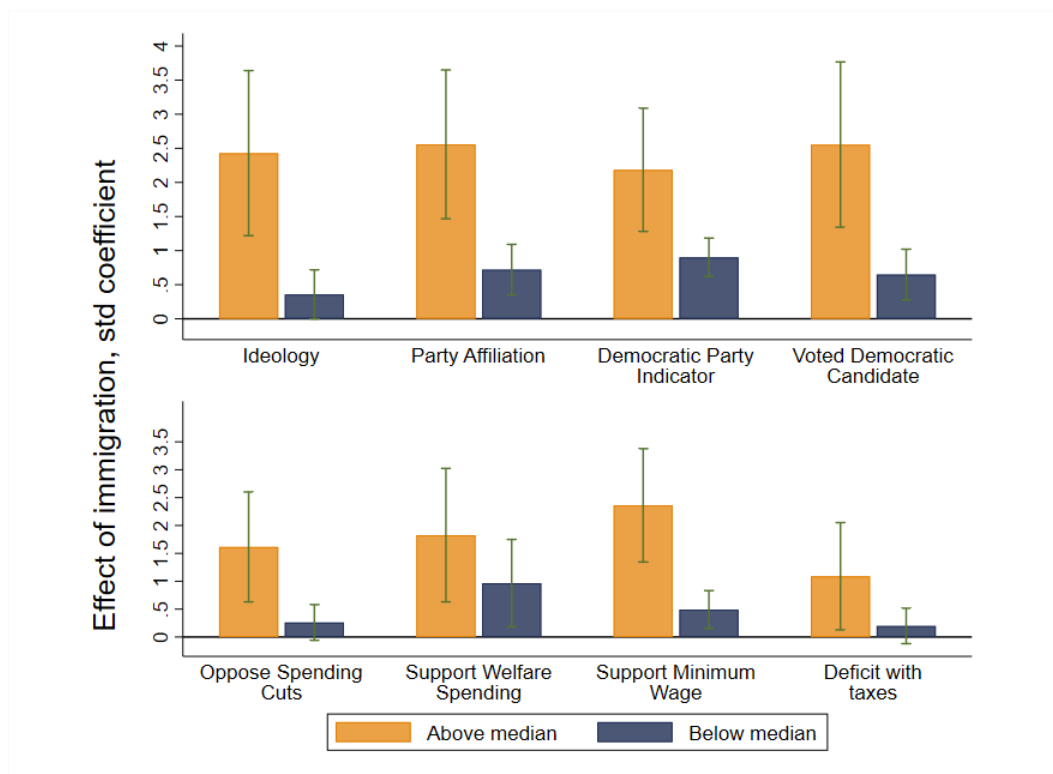 Effect of immigration, std coefficient
4
3.5
3
2.5
2
1.5
1
.5
0
Ideology
Party Affiliation
Democratic Party
Indicator
Voted Democratic
Candidate
3.5
3
2.5
2
1.5
1
.5
0
Oppose Spending
Cuts
Support Welfare
Spending
Support Minimum
Wage
Deficit with
taxes
Above median
Below median